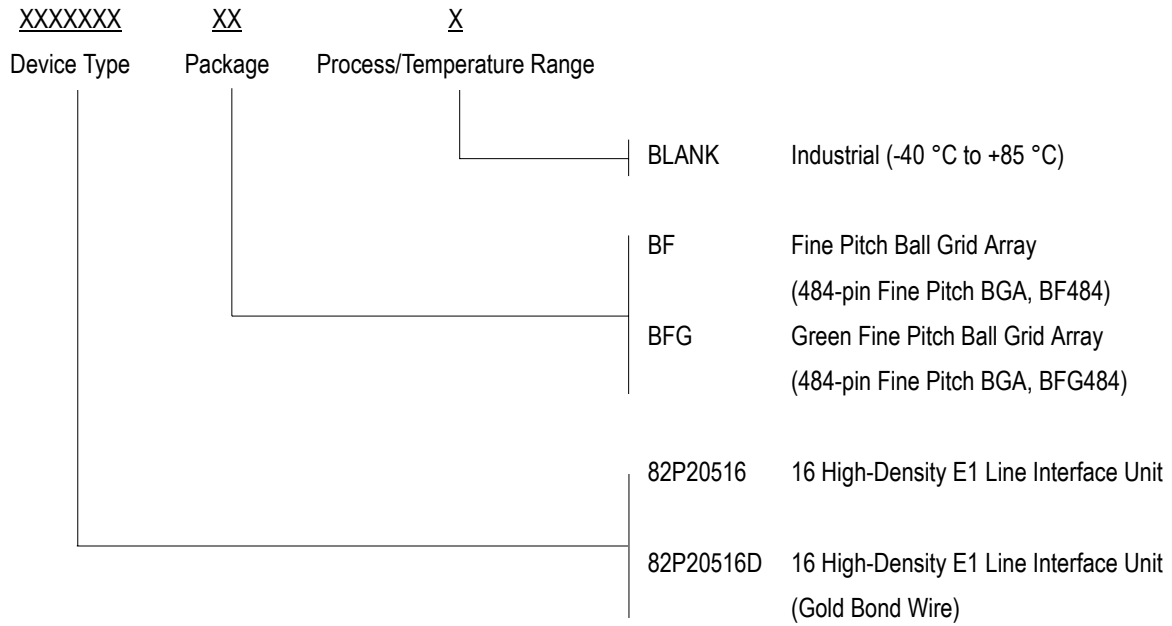 XXXXXXX XX X
Device Type Package Process/Temperature Range
BLANK Industrial (-40 °C to +85 °C)
BF Fine Pitch Ball Grid Array
(484-pin Fine Pitch BGA, BF484)
BFG Green Fine Pitch Ball Grid Array
(484-pin Fine Pitch BGA, BFG484)
82P20516 16 High-Density E1 Line Interface Unit
82P20516D 16 High-Density E1 Line Interface Unit
(Gold Bond Wire)